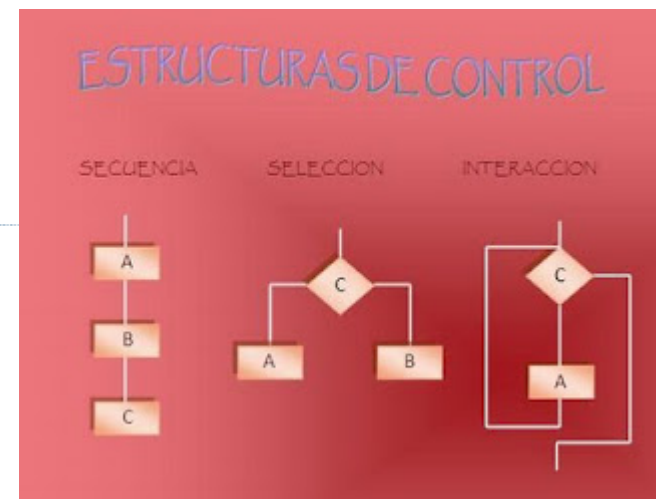 ESTRUCTURAS DE CONTROL
SECUENCIA SELECCION INTERACCION
A
B
C
C
A B
C
A